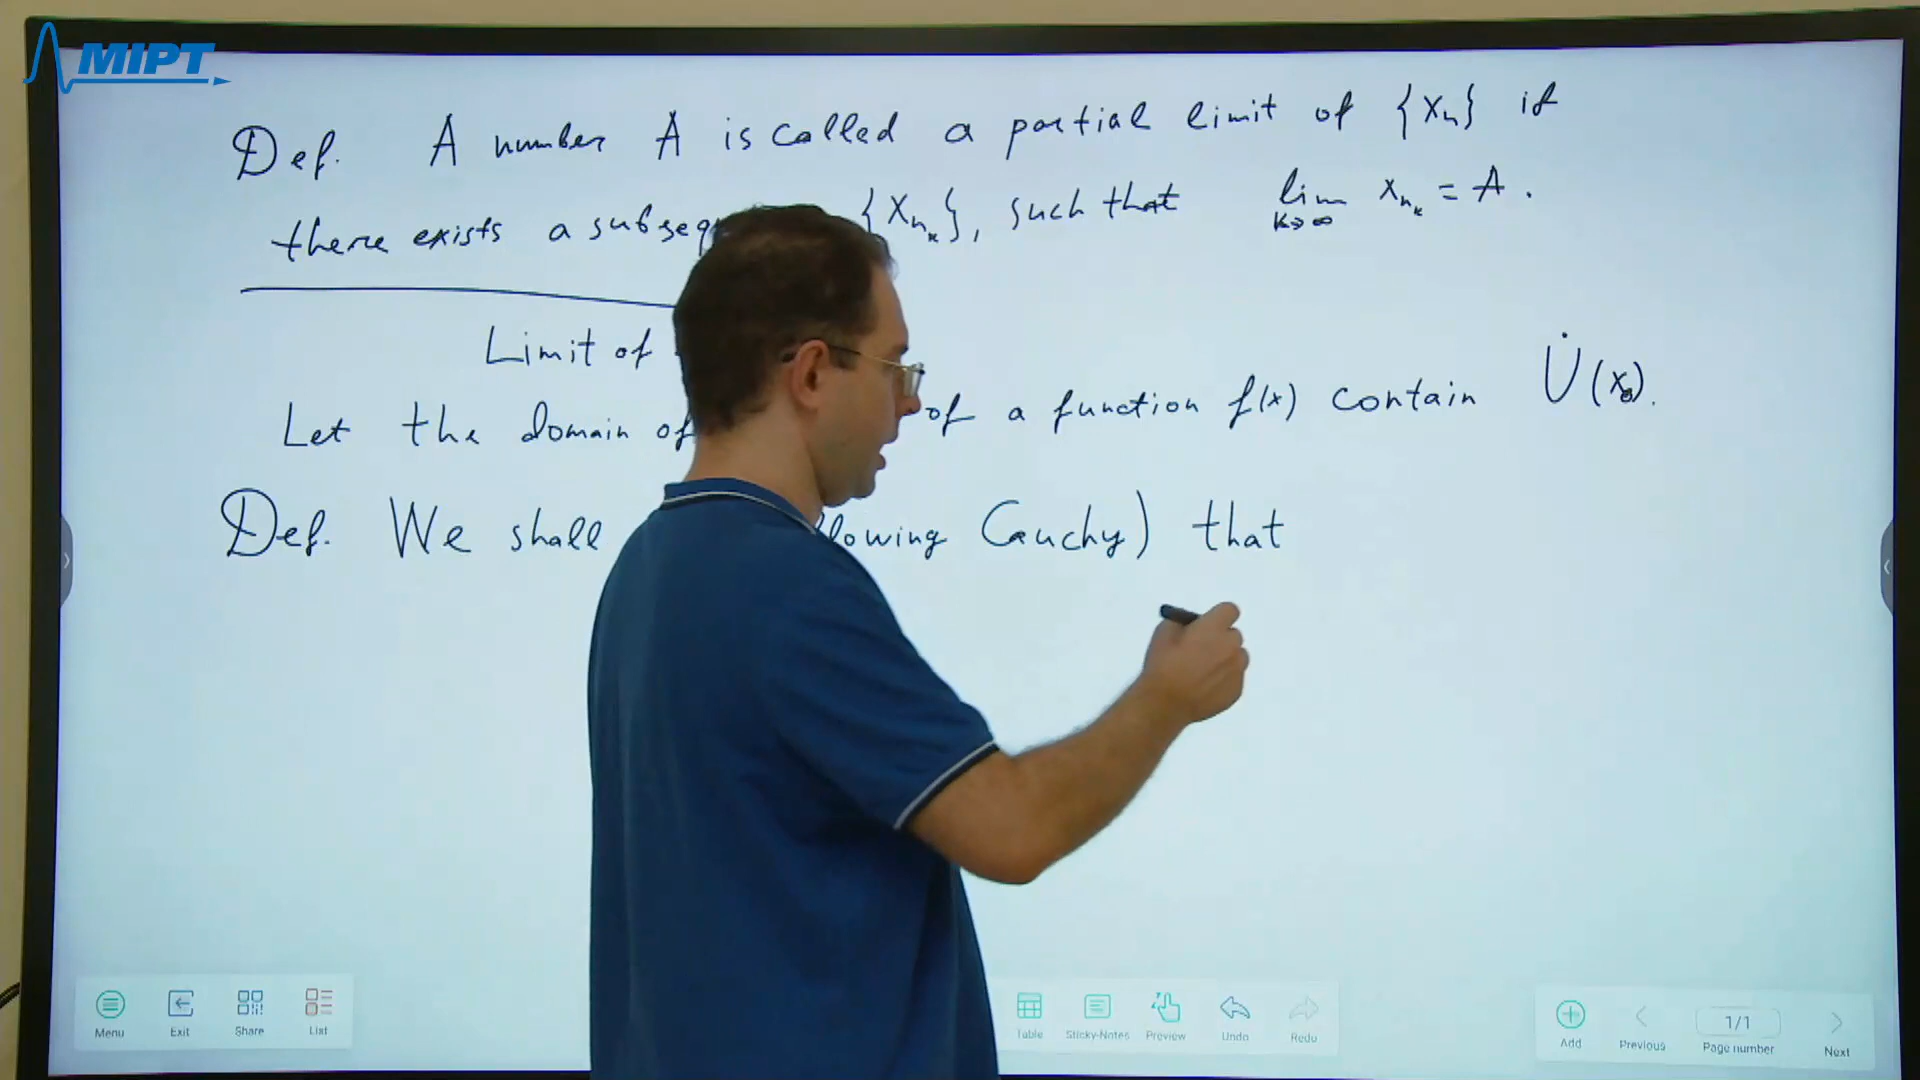 MIPT
Def. A number A is called a partial limit of {xₙ} if
there exists a {xₙₖ}, such that lim xₙₖ = A.
k→∞
Limit of
Let the domain of of a function f(x) contain U̇(x₀).
Def. We shall Cauchy) that
Menu Exit Share List Table Sticky-Notes Preview Undo Redo Add Previous 1/1 Page number Next